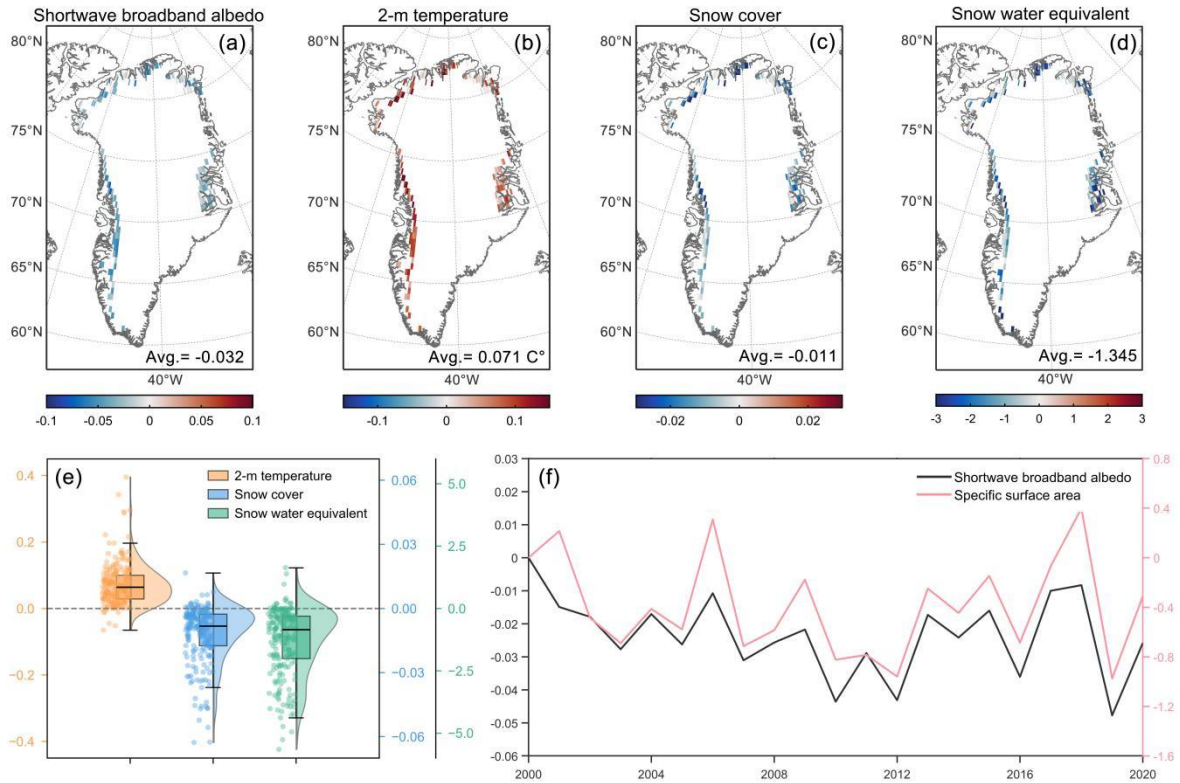 Shortwave broadband albedo
2-m temperature
Snow cover
Snow water equivalent
80°N
75°N
70°N
65°N
60°N
(a)
Avg.= -0.032
40°W
-0.1 -0.05 0 0.05 0.1
80°N
75°N
70°N
65°N
60°N
(b)
Avg.= 0.071 C°
40°W
-0.1 0 0.1
80°N
75°N
70°N
65°N
60°N
(c)
Avg.= -0.011
40°W
-0.02 0 0.02
80°N
75°N
70°N
65°N
60°N
(d)
Avg.= -1.345
40°W
-3 -2 -1 0 1 2 3
(e)
2-m temperature
Snow cover
Snow water equivalent
0.4
0.2
0.0
-0.2
-0.4
0.06
0.03
0.00
-0.03
-0.06
5.0
2.5
0.0
-2.5
-5.0
(f)
Shortwave broadband albedo
Specific surface area
0.03
0.02
0.01
0
-0.01
-0.02
-0.03
-0.04
-0.05
-0.06
0.8
0.4
0
-0.4
-0.8
-1.2
-1.6
2000 2004 2008 2012 2016 2020